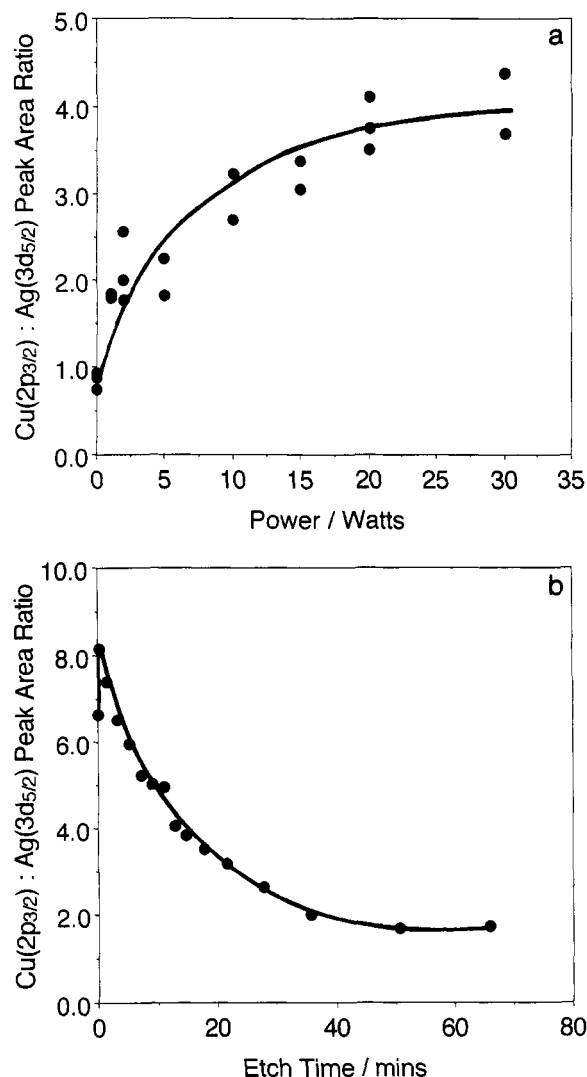 a
Cu(2p3/2) : Ag(3d5/2) Peak Area Ratio
5.0
4.0
3.0
2.0
1.0
0.0
0 5 10 15 20 25 30 35
Power / Watts
b
Cu(2p3/2) : Ag(3d5/2) Peak Area Ratio
10.0
8.0
6.0
4.0
2.0
0.0
0 20 40 60 80
Etch Time / mins